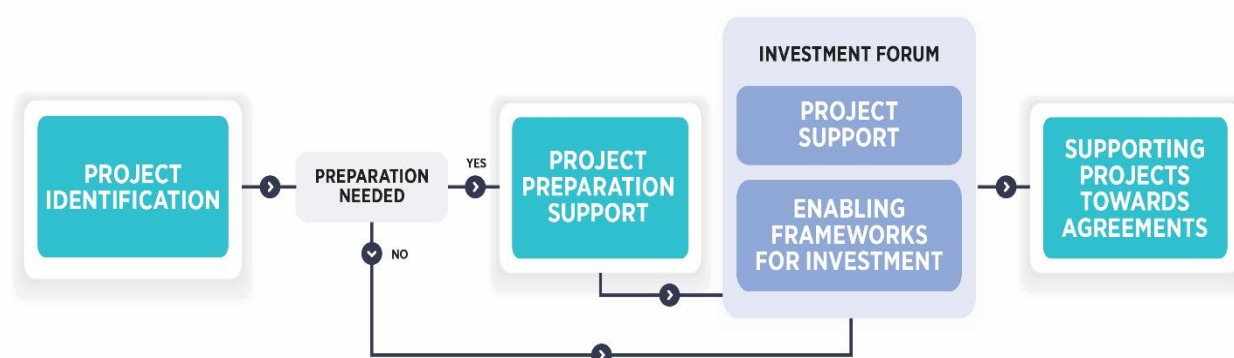 PROJECT
IDENTIFICATION
PREPARATION
NEEDED
YES
NO
PROJECT
PREPARATION
SUPPORT
INVESTMENT FORUM
PROJECT
SUPPORT
ENABLING
FRAMEWORKS
FOR INVESTMENT
SUPPORTING
PROJECTS
TOWARDS
AGREEMENTS